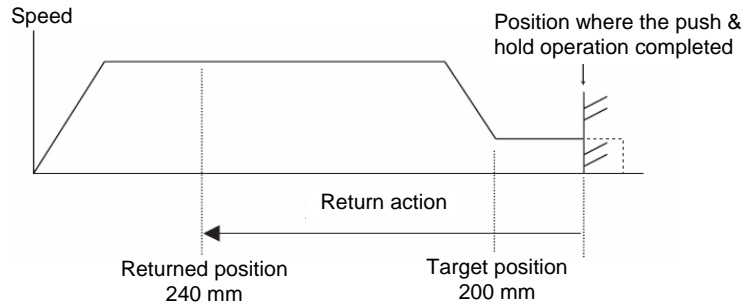 Speed
Position where the push &
hold operation completed
Return action
Returned position
240 mm
Target position
200 mm